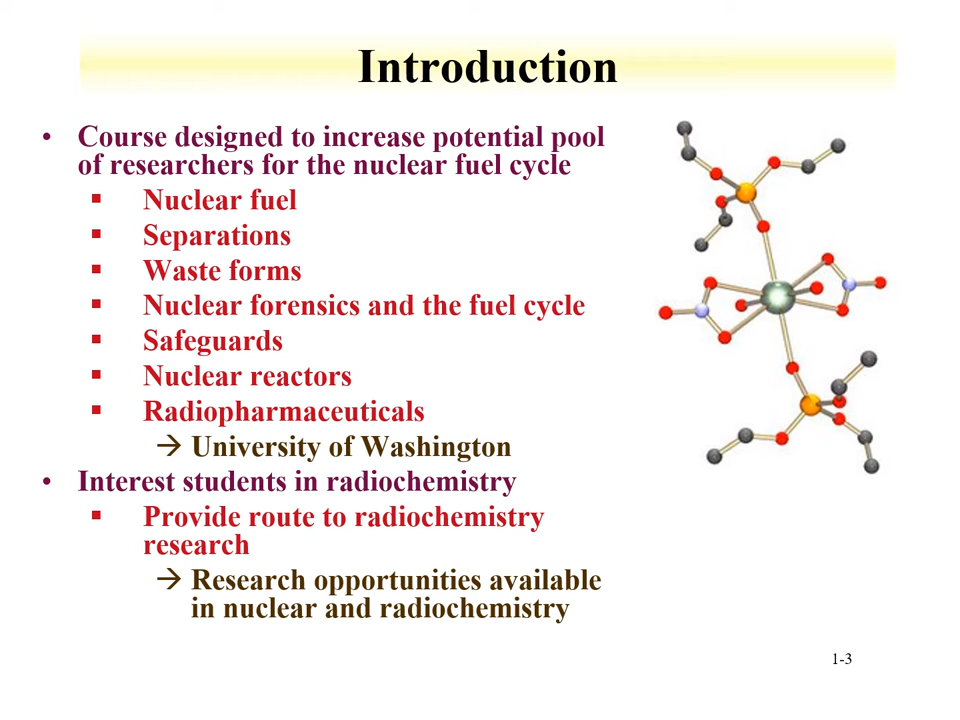 Introduction
• Course designed to increase potential pool
of researchers for the nuclear fuel cycle
▪ Nuclear fuel
▪ Separations
▪ Waste forms
▪ Nuclear forensics and the fuel cycle
▪ Safeguards
▪ Nuclear reactors
▪ Radiopharmaceuticals
→ University of Washington
• Interest students in radiochemistry
▪ Provide route to radiochemistry
research
→ Research opportunities available
in nuclear and radiochemistry
1-3